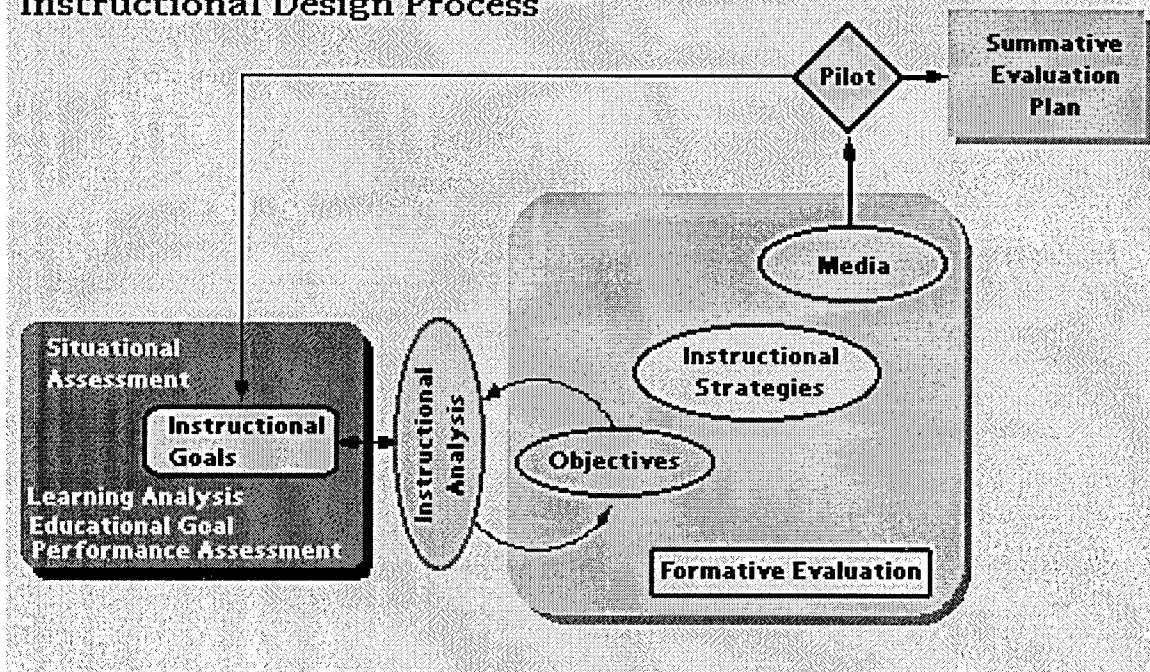 Instructional Design Process
Pilot
Summative
Evaluation
Plan
Media
Situational
Assessment
Instructional
Strategies
Instructional
Goals
Instructional
Analysis
Objectives
Learning Analysis
Educational Goal
Performance Assessment
Formative Evaluation